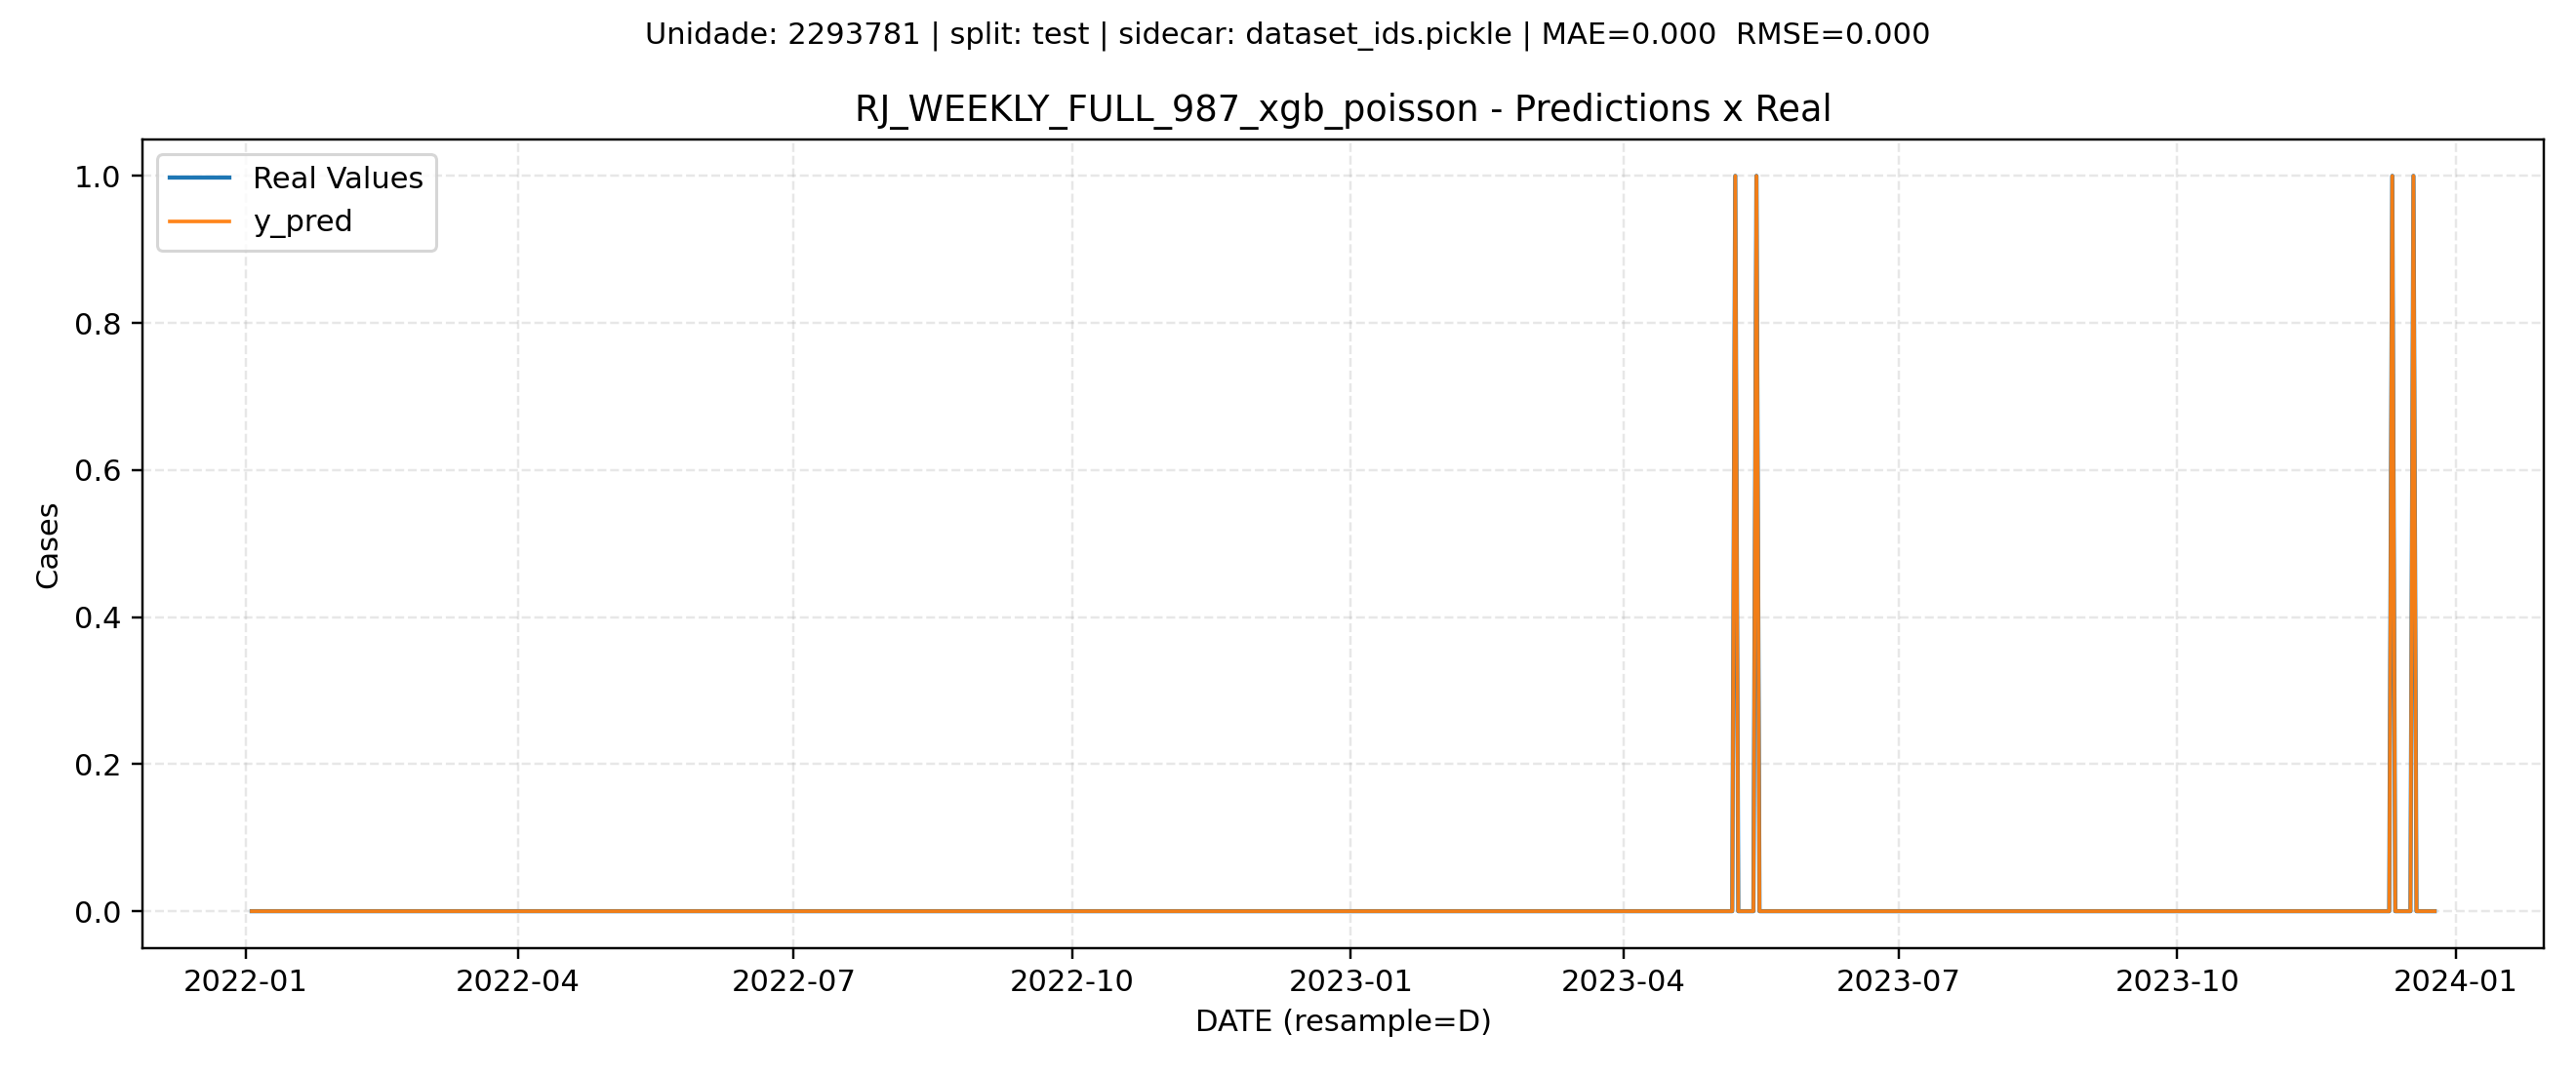 Unidade: 2293781 | split: test | sidecar: dataset_ids.pickle | MAE=0.000  RMSE=0.000
RJ_WEEKLY_FULL_987_xgb_poisson - Predictions x Real
Real Values
y_pred
1.0
0.8
0.6
0.4
0.2
0.0
Cases
2022-01
2022-04
2022-07
2022-10
2023-01
2023-04
2023-07
2023-10
2024-01
DATE (resample=D)